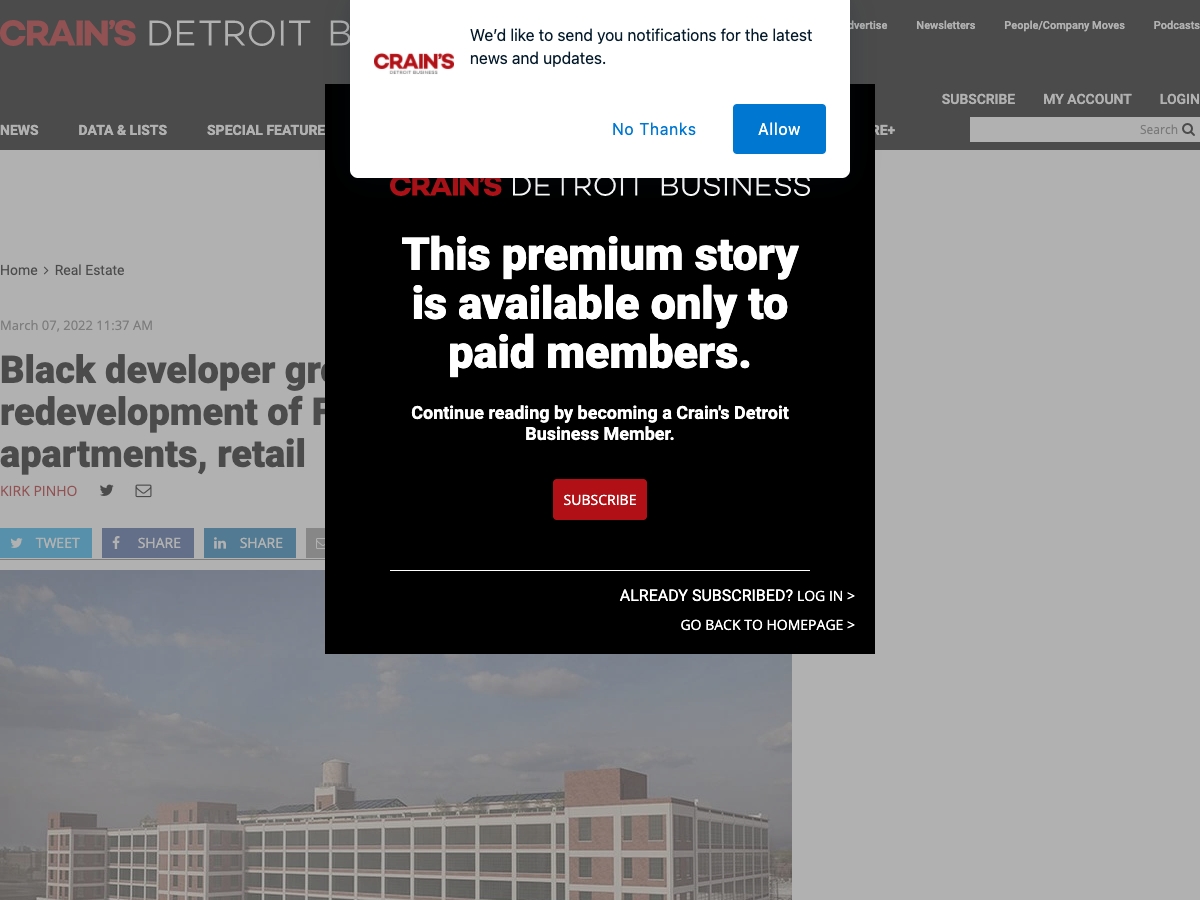 CRAIN'S DETROIT
Advertise
Newsletters
People/Company Moves
Podcasts
We'd like to send you notifications for the latest
news and updates.
CRAIN'S
DETROIT BUSINESS
No Thanks
Allow
SUBSCRIBE
MY ACCOUNT
LOGIN
NEWS
DATA & LISTS
SPECIAL FEATURE
RE+
Search
CRAIN'S DETROIT BUSINESS
This premium story
is available only to
paid members.
Continue reading by becoming a Crain's Detroit
Business Member.
SUBSCRIBE
ALREADY SUBSCRIBED? LOG IN >
GO BACK TO HOMEPAGE >
Home > Real Estate
March 07, 2022 11:37 AM
Black developer
redevelopment of
apartments, retail
KIRK PINHO
TWEET
SHARE
SHARE